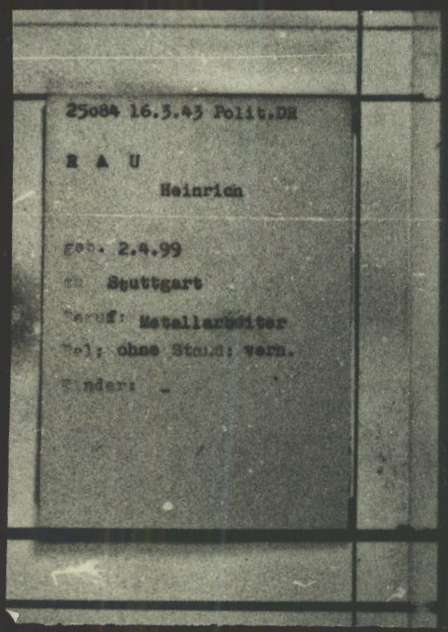 25084 16.3.43 Polit.DR
R A U
Heinrich
geb. 2.4.99
zu Stuttgart
Beruf: Metallarbeiter
Rel; ohne Stand: verh.
Kinder: -